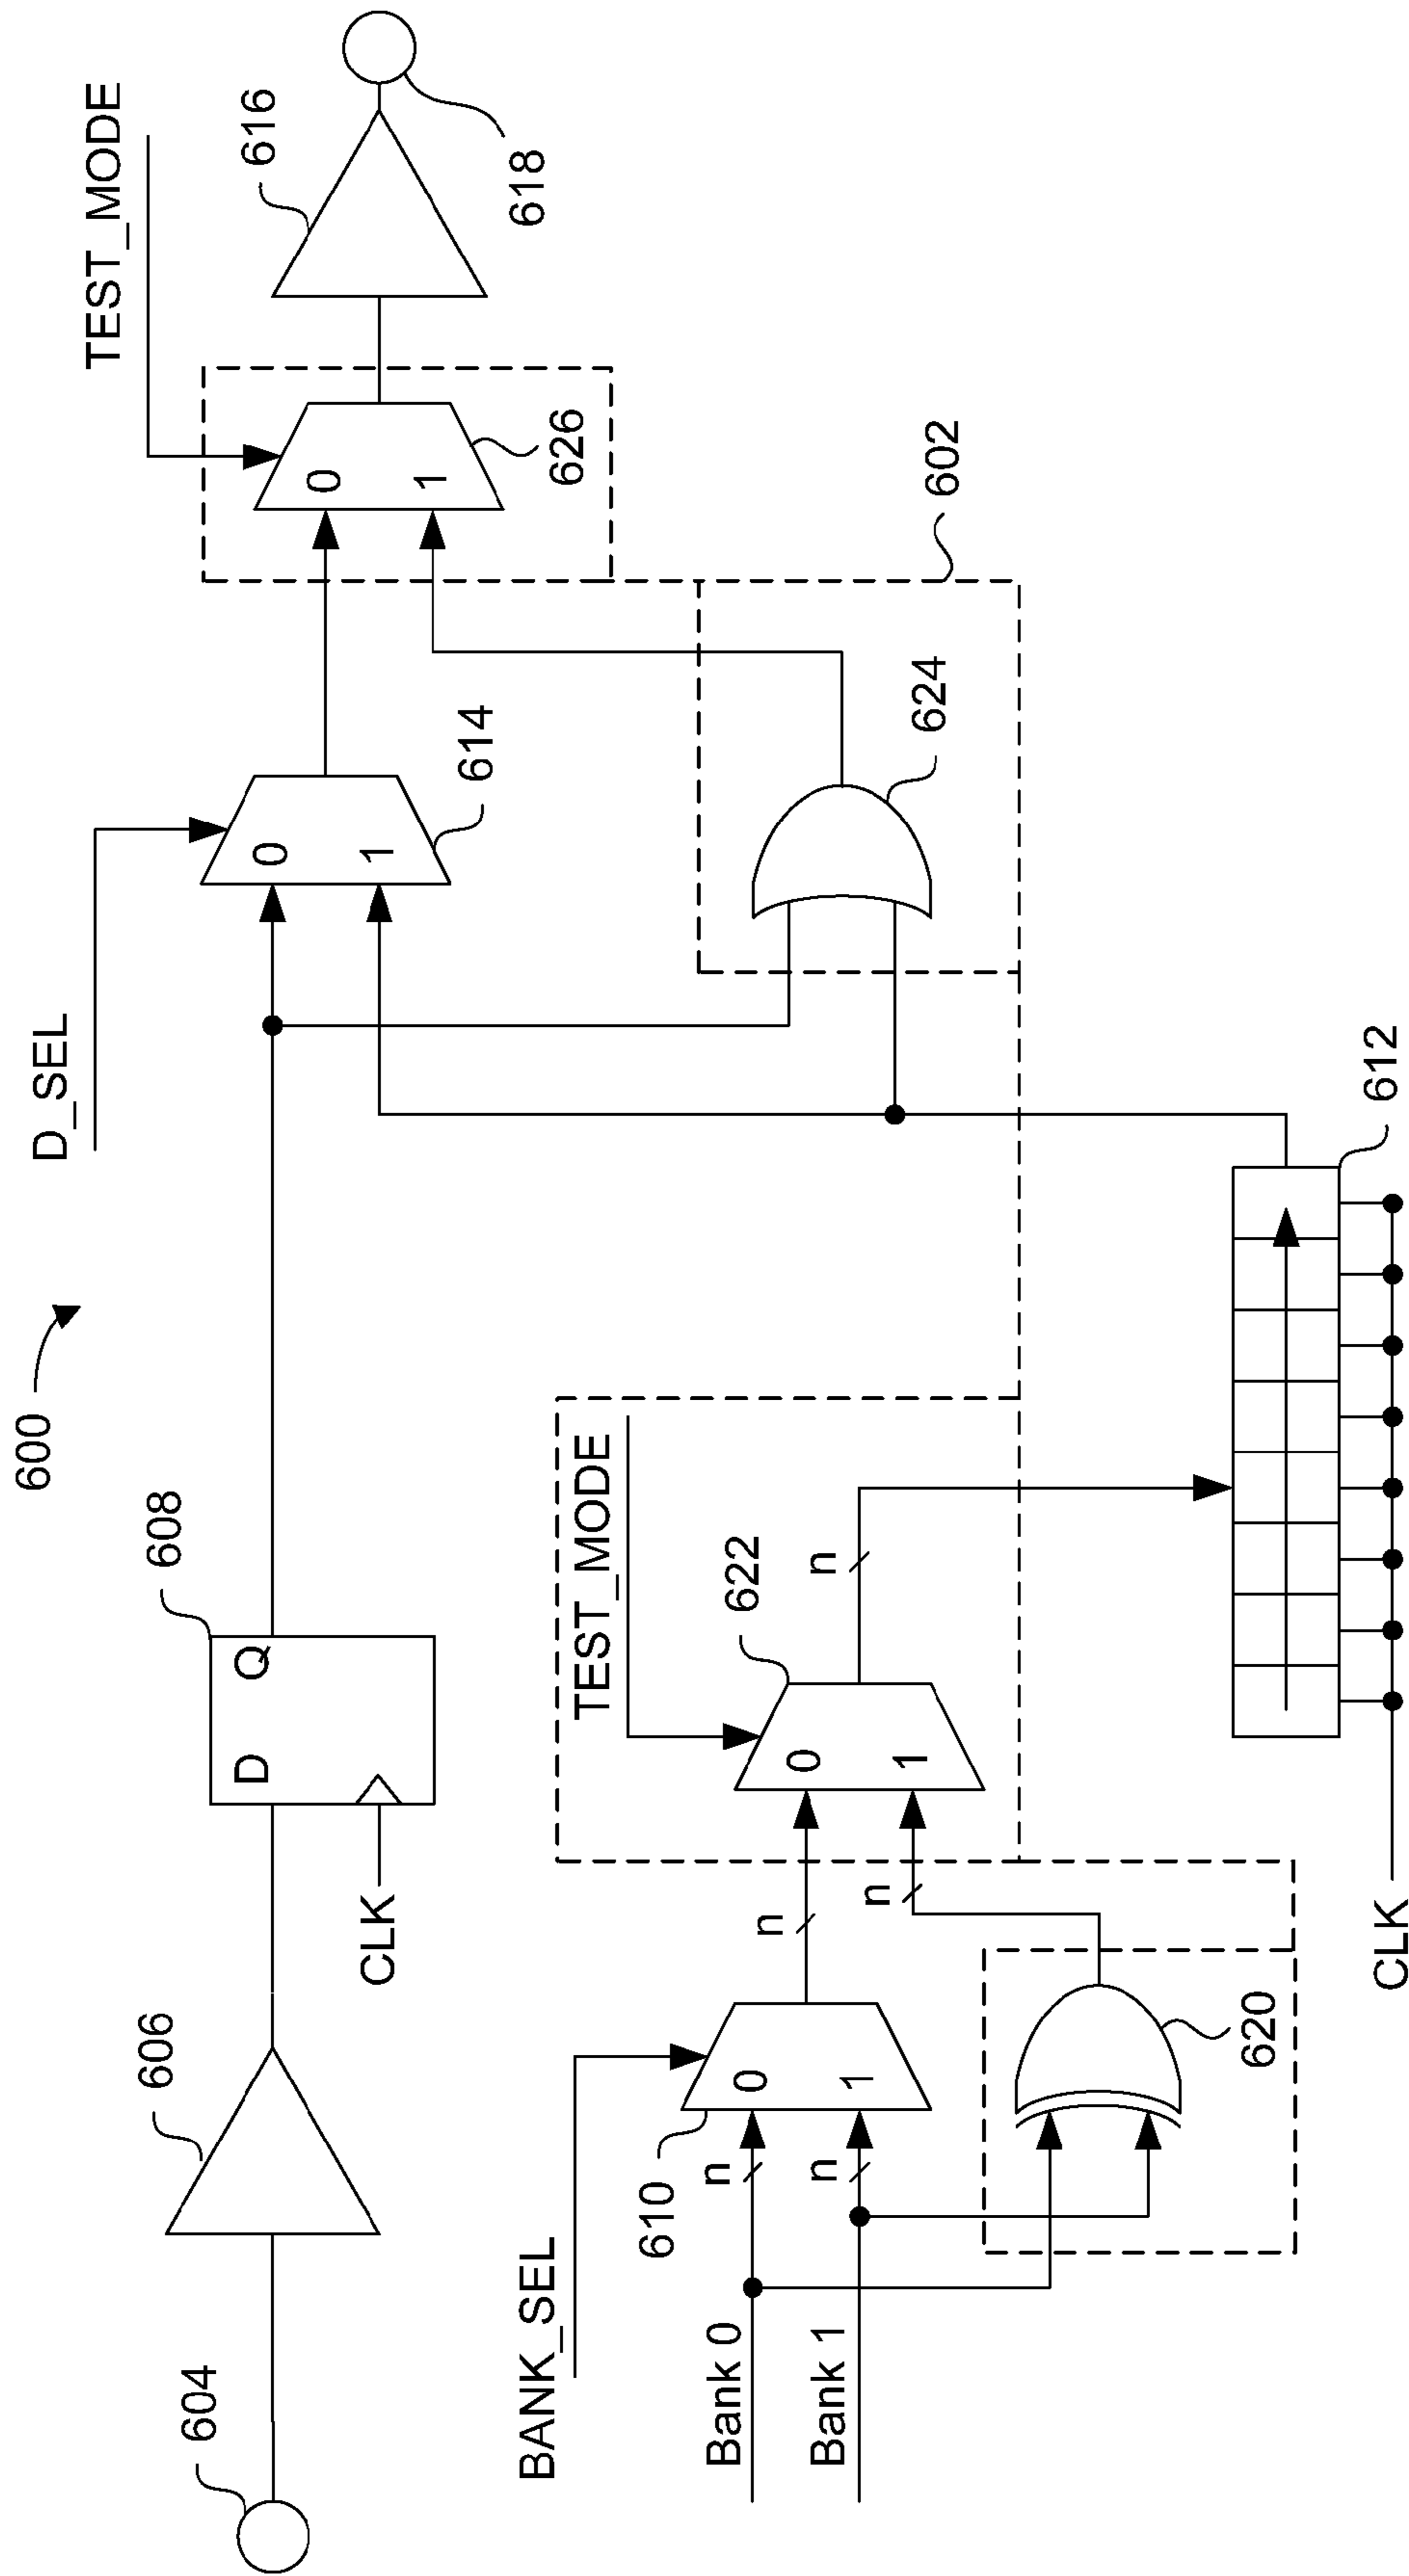 600
D_SEL
TEST_MODE
604
606
608
D
Q
CLK
0
1
614
0
1
626
616
618
BANK_SEL
TEST_MODE
602
Bank 0
Bank 1
n
n
610
0
1
n
n
622
0
1
n
624
620
612
CLK